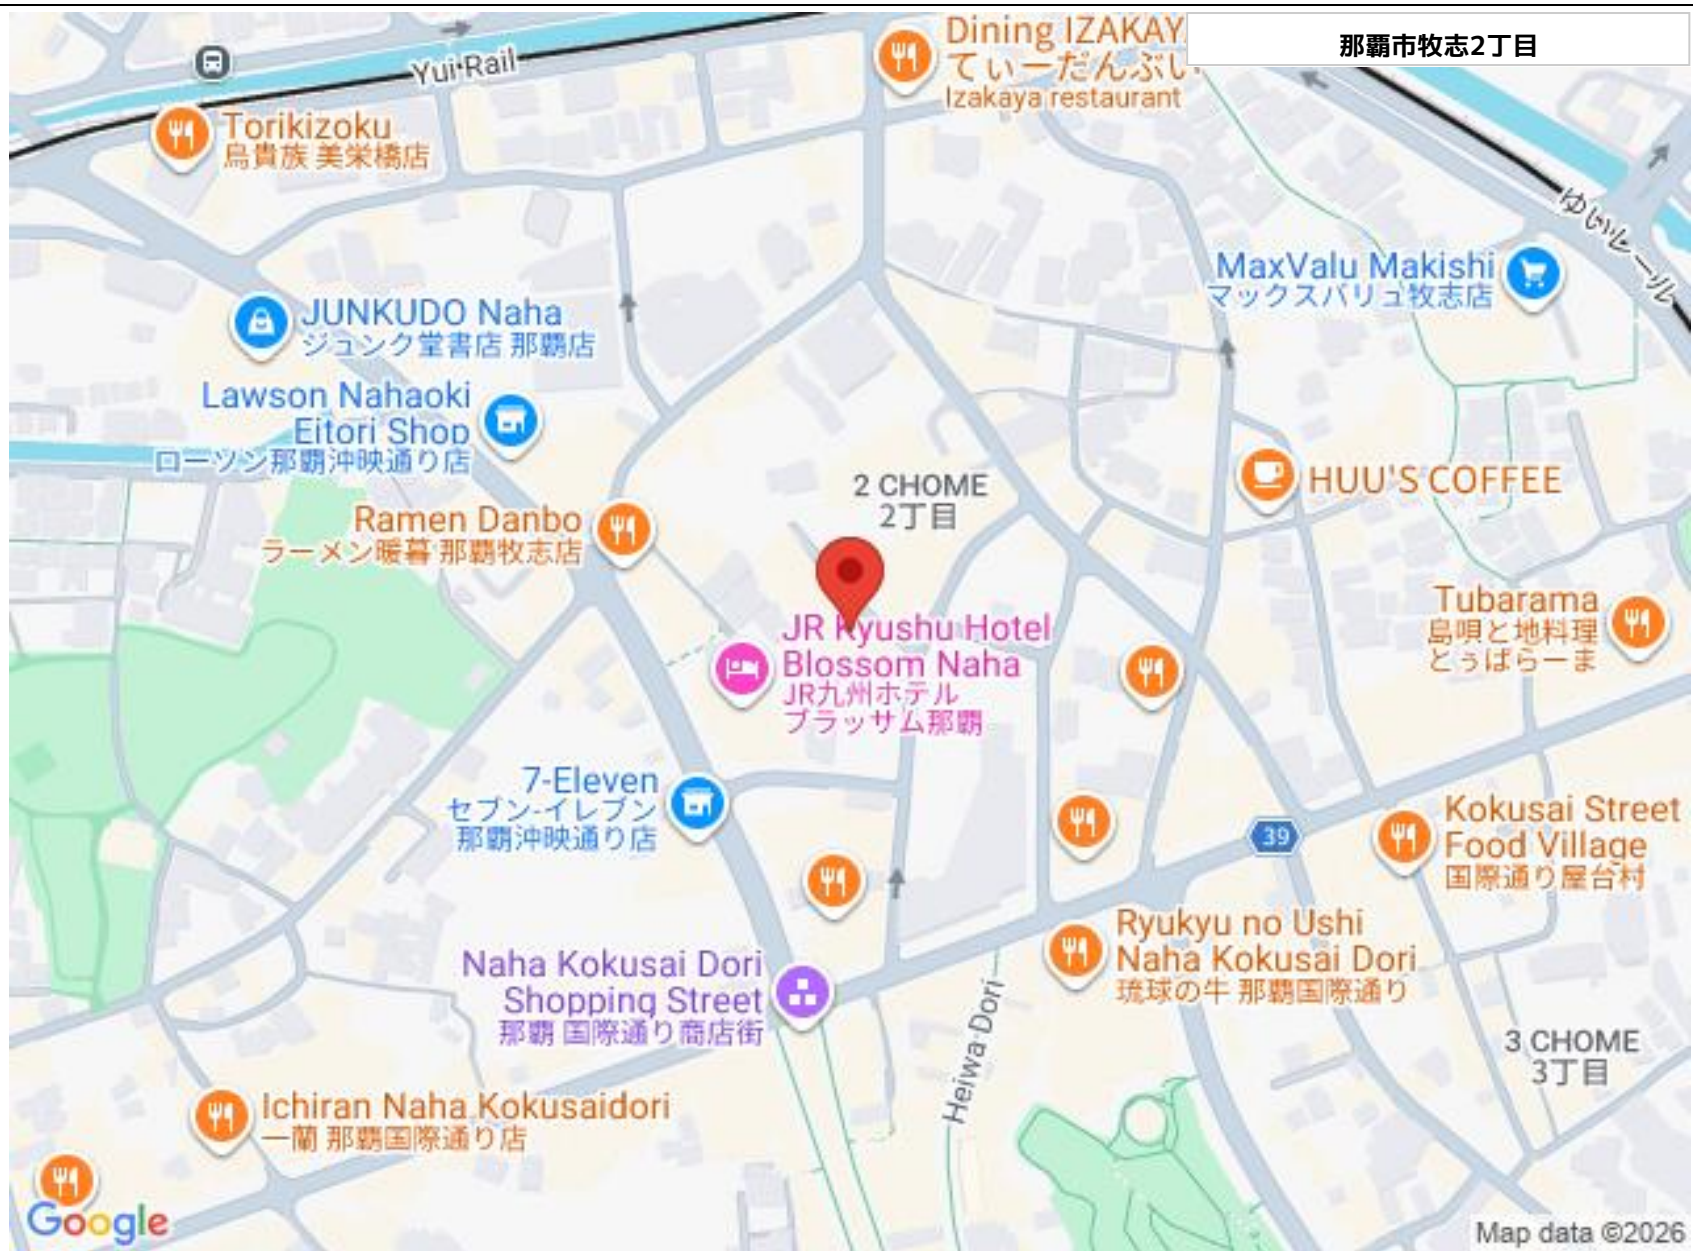 Dining IZAKAY
てぃーだんぶい
Izakaya restaurant
那覇市牧志2丁目
Yui Rail
Torikizoku
鳥貴族 美栄橋店
ゆいレール
MaxValu Makishi
マックスバリュ牧志店
JUNKUDO Naha
ジュンク堂書店 那覇店
Lawson Nahaoki
Eitori Shop
ローソン那覇沖映通り店
2 CHOME
2丁目
HUU'S COFFEE
Ramen Danbo
ラーメン暖暮 那覇牧志店
Tubarama
島唄と地料理
とぅばらーま
JR Kyushu Hotel
Blossom Naha
JR九州ホテル
ブラッサム那覇
7-Eleven
セブン-イレブン
那覇沖映通り店
39
Kokusai Street
Food Village
国際通り屋台村
Ryukyu no Ushi
Naha Kokusai Dori
琉球の牛 那覇国際通り
Naha Kokusai Dori
Shopping Street
那覇 国際通り商店街
Heiwa Dori
3 CHOME
3丁目
Ichiran Naha Kokusaidori
一蘭 那覇国際通り店
Google
Map data ©2026